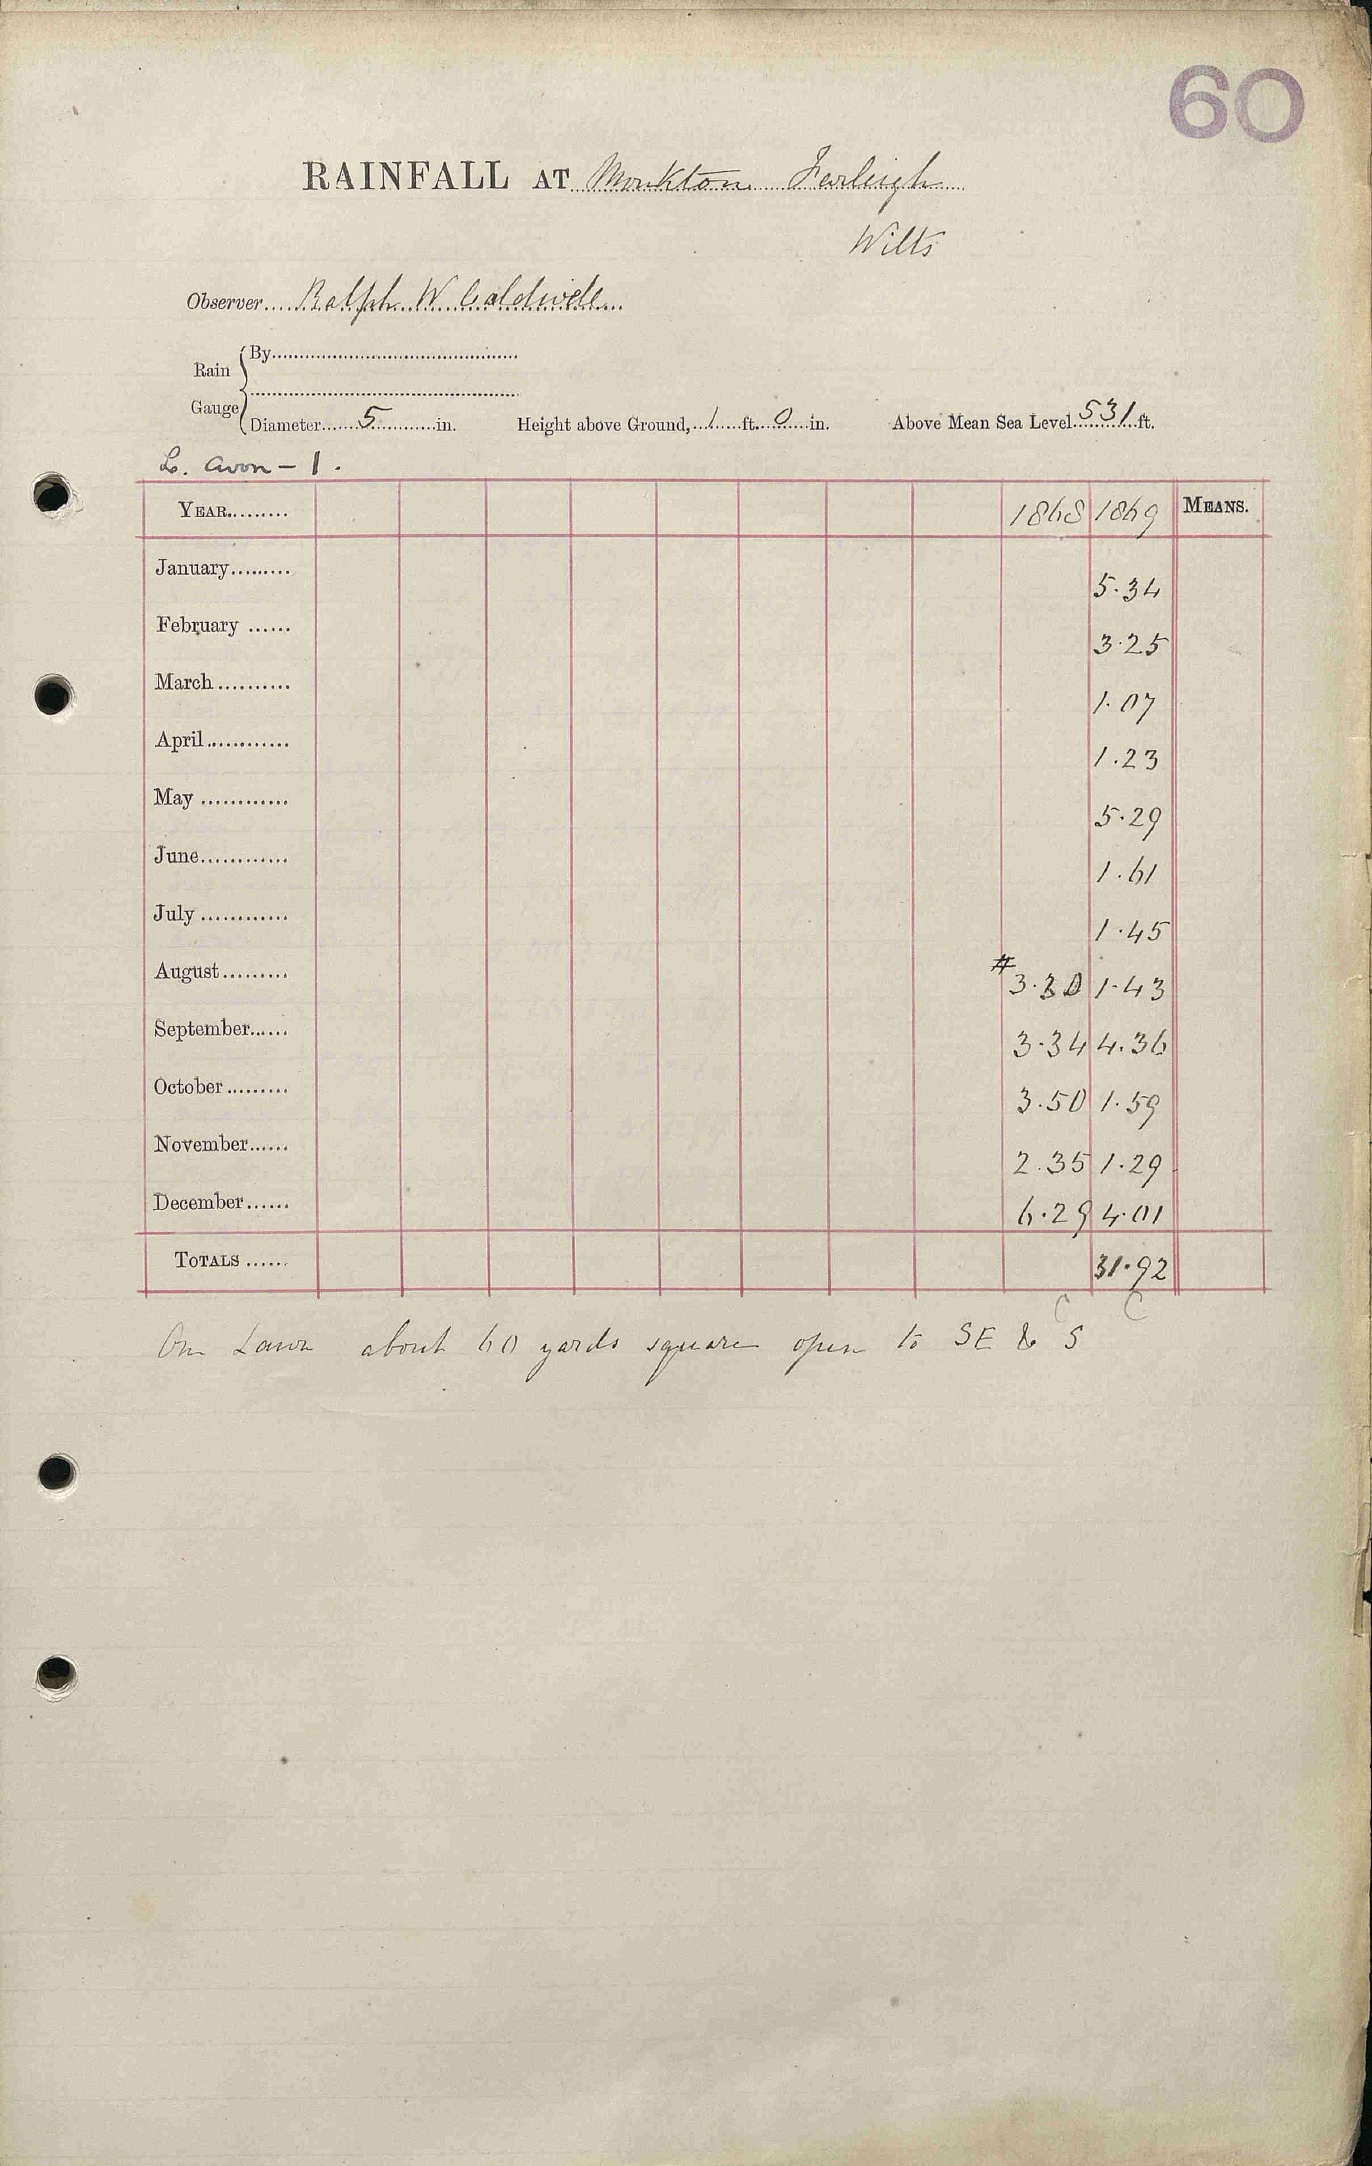 60
RAINFALL AT Monkton Farleigh
Wilts
Observer.... Ralph W Caldwell
Rain Gauge
By
Diameter 5 in. Height above Ground, 1 ft. 0 in. Above Mean Sea Level 531 ft.
L. Avon - 1.
YEAR 1868 1869 MEANS.
January 5.34
February 3.25
March 1.07
April 1.23
May 5.29
June 1.61
July 1.45
August # 1.43
September 3.34 4.36
October 3.50 1.59
November 2.35 1.29
December 6.29 4.01
TOTALS 31.92
C C
On Lawn about 60 yards square open to SE & S